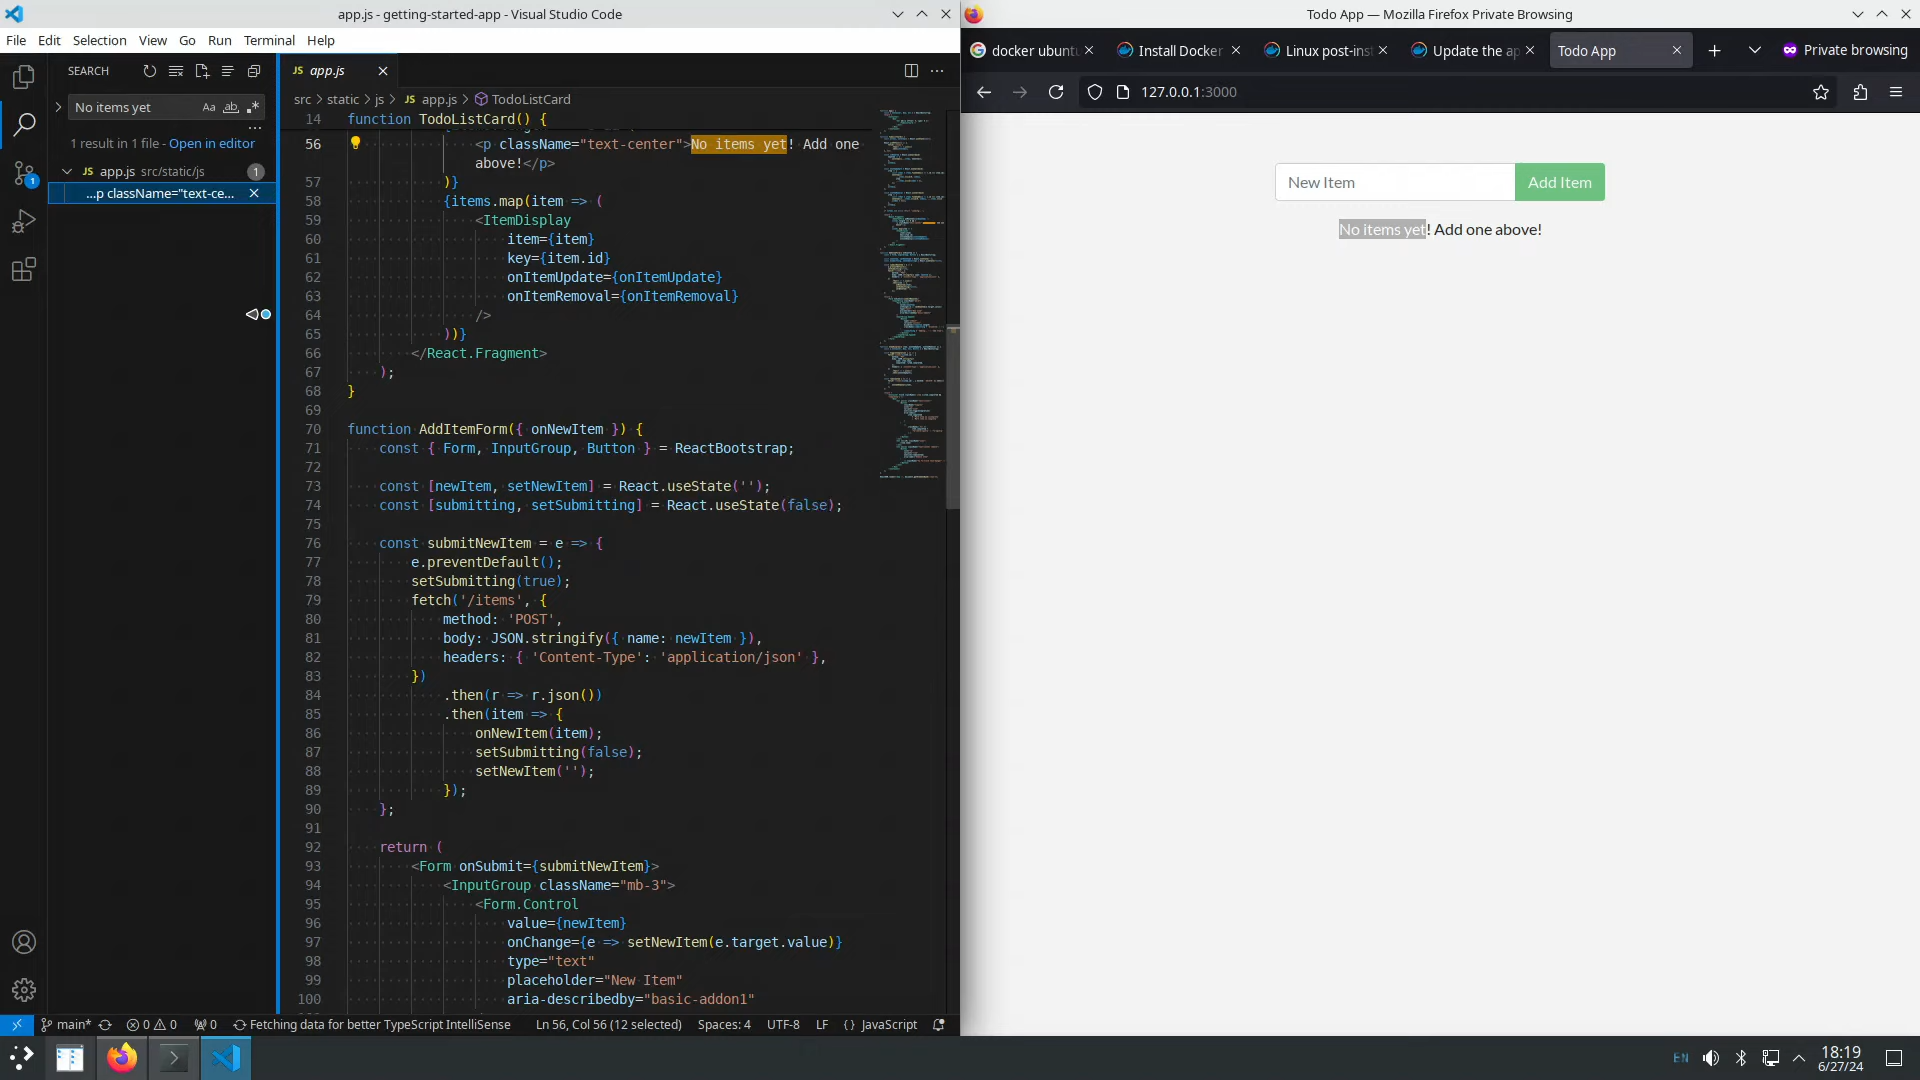 app.js - getting-started-app - Visual Studio Code
File Edit Selection View Go Run Terminal Help
SEARCH
No items yet
Aa ab .*
1 result in 1 file - Open in editor
app.js src/static/js 1
...p className="text-ce...
1
JS app.js
src > static > js > JS app.js > TodoListCard
14 function TodoListCard() {
56 <p className="text-center">No items yet! Add one
above!</p>
57 )}
58 {items.map(item => (
59 <ItemDisplay
60 item={item}
61 key={item.id}
62 onItemUpdate={onItemUpdate}
63 onItemRemoval={onItemRemoval}
64 />
65 ))}
66 </React.Fragment>
67 );
68 }
69
70 function AddItemForm({ onNewItem }) {
71 const { Form, InputGroup, Button } = ReactBootstrap;
72
73 const [newItem, setNewItem] = React.useState('');
74 const [submitting, setSubmitting] = React.useState(false);
75
76 const submitNewItem = e => {
77 e.preventDefault();
78 setSubmitting(true);
79 fetch('/items', {
80 method: 'POST',
81 body: JSON.stringify({ name: newItem }),
82 headers: { 'Content-Type': 'application/json' },
83 })
84 .then(r => r.json())
85 .then(item => {
86 onNewItem(item);
87 setSubmitting(false);
88 setNewItem('');
89 });
90 };
91
92 return (
93 <Form onSubmit={submitNewItem}>
94 <InputGroup className="mb-3">
95 <Form.Control
96 value={newItem}
97 onChange={e => setNewItem(e.target.value)}
98 type="text"
99 placeholder="New Item"
100 aria-describedby="basic-addon1"
main* 0 0 0 Fetching data for better TypeScript IntelliSense Ln 56, Col 56 (12 selected) Spaces: 4 UTF-8 LF {} JavaScript
Todo App — Mozilla Firefox Private Browsing
docker ubunt Install Docker Linux post-ins Update the ap Todo App Private browsing
127.0.0.1:3000
New Item Add Item
No items yet! Add one above!
EN 18:19
6/27/24